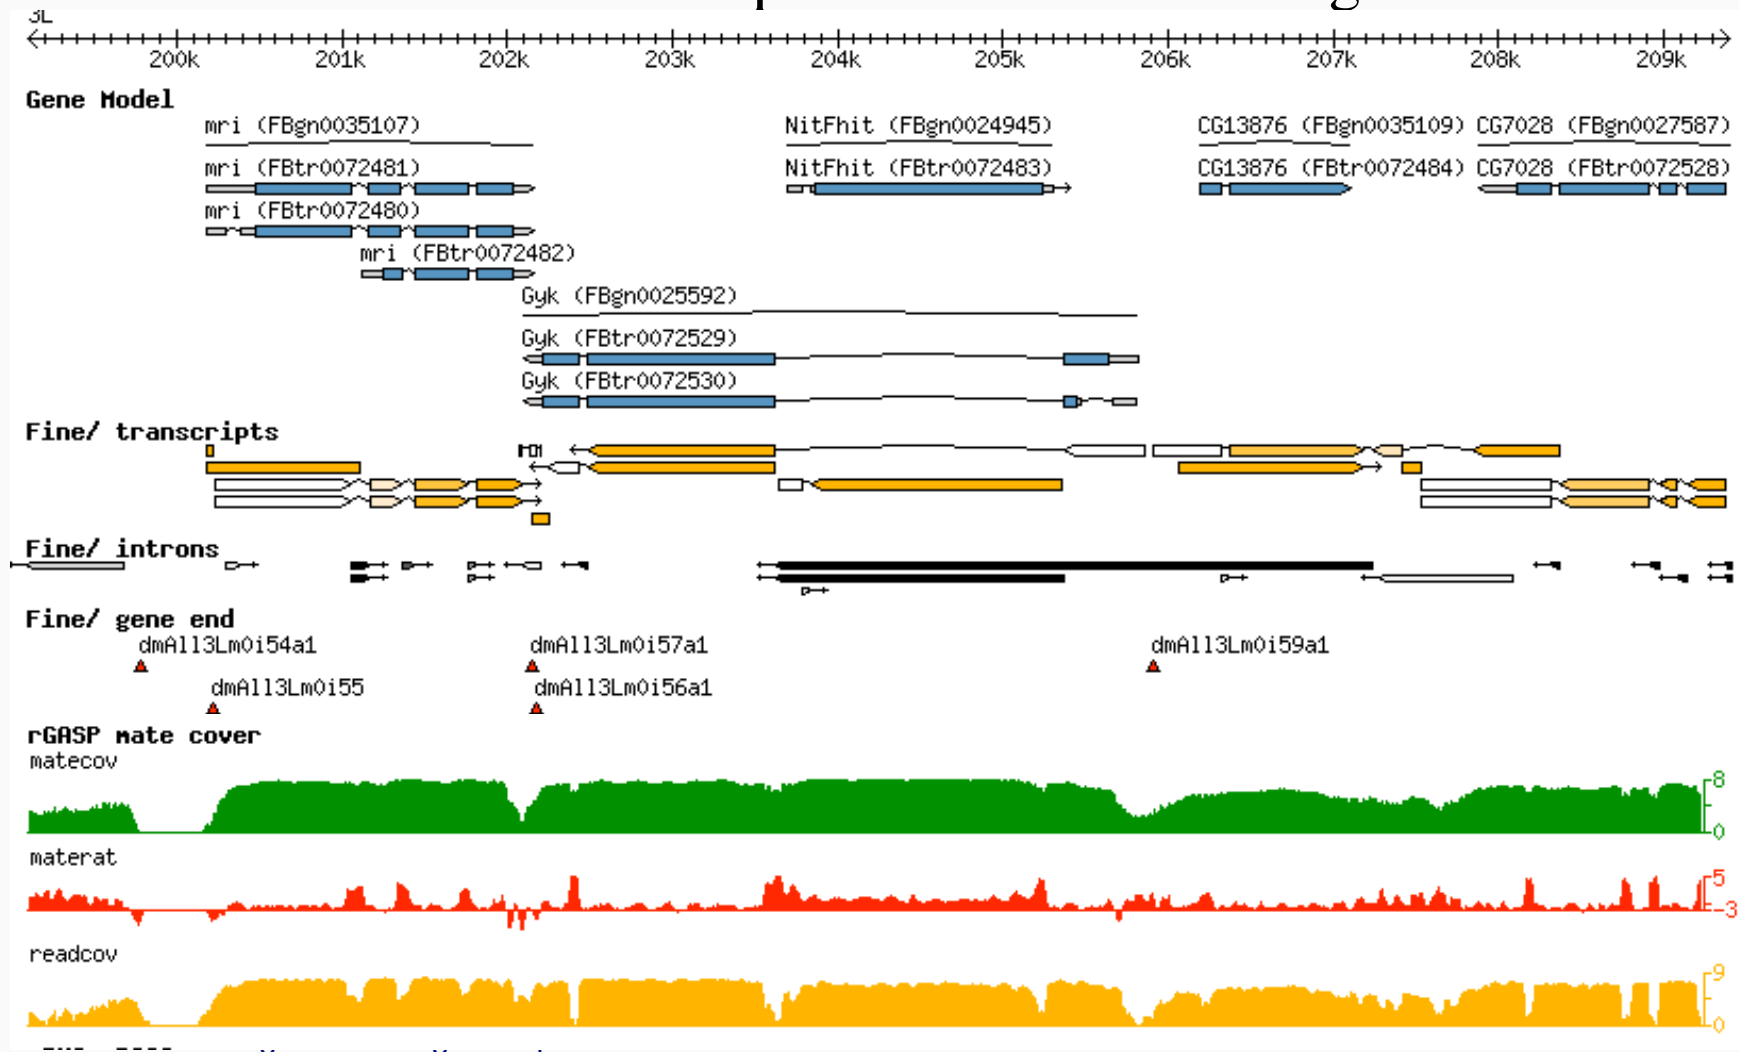 3L
200k 201k 202k 203k 204k 205k 206k 207k 208k 209k
Gene Model
mri (FBgn0035107) NitFhit (FBgn0024945) CG13876 (FBgn0035109) CG7028 (FBgn0027587)
mri (FBtr0072481) NitFhit (FBtr0072483) CG13876 (FBtr0072484) CG7028 (FBtr0072528)
mri (FBtr0072480)
mri (FBtr0072482)
Gyk (FBgn0025592)
Gyk (FBtr0072529)
Gyk (FBtr0072530)
Fine/ transcripts
Fine/ introns
Fine/ gene end
dmAll3Lm0i54a1 dmAll3Lm0i57a1 dmAll3Lm0i59a1
dmAll3Lm0i55 dmAll3Lm0i56a1
rGASP mate cover
matecov
8
0
materat
5
-3
readcov
9
0